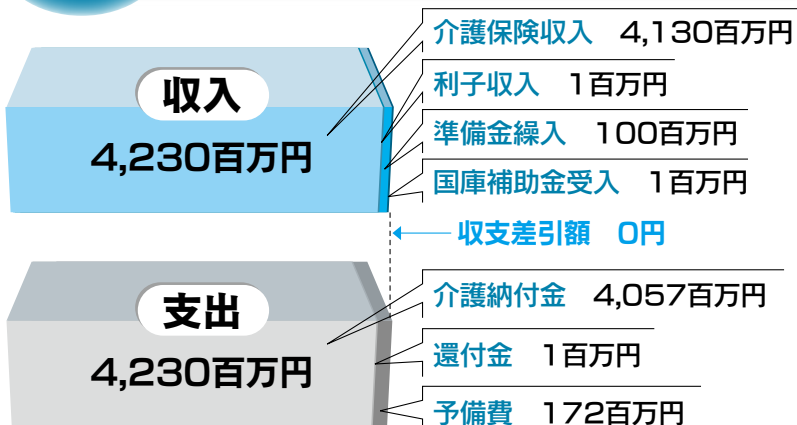 収入
4,230百万円
介護保険収入 4,130百万円
利子収入 1百万円
準備金繰入 100百万円
国庫補助金受入 1百万円
収支差引額 0円
支出
4,230百万円
介護納付金 4,057百万円
還付金 1百万円
予備費 172百万円